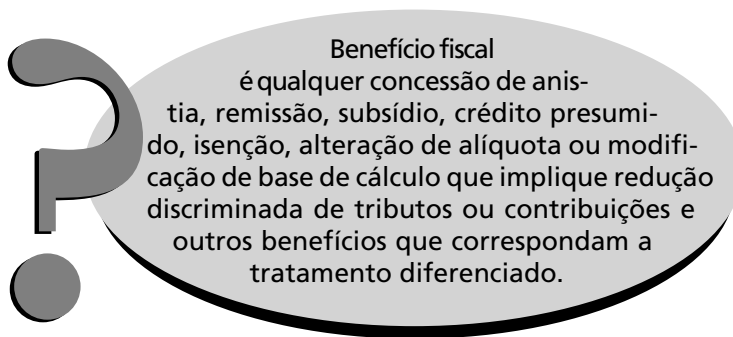 Benefício fiscal
é qualquer concessão de anis-
tia, remissão, subsídio, crédito presumi-
do, isenção, alteração de alíquota ou modifi-
cação de base de cálculo que implique redução
discriminada de tributos ou contribuições e
outros benefícios que correspondam a
tratamento diferenciado.